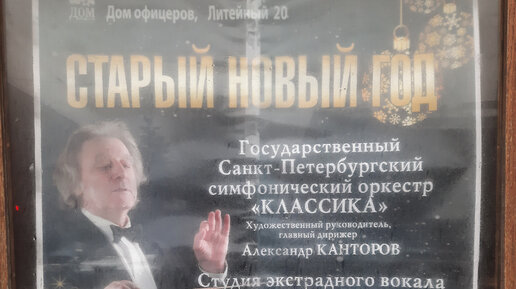 ДОМ
Дом офицеров, Литейный 20
СТАРЫЙ НОВЫЙ ГОД
Государственный
Санкт-Петербургский
симфонический оркестр
«КЛАССИКА»
Художественный руководитель,
главный дирижер
Александр КАНТОРОВ
Студия эстрадного вокала